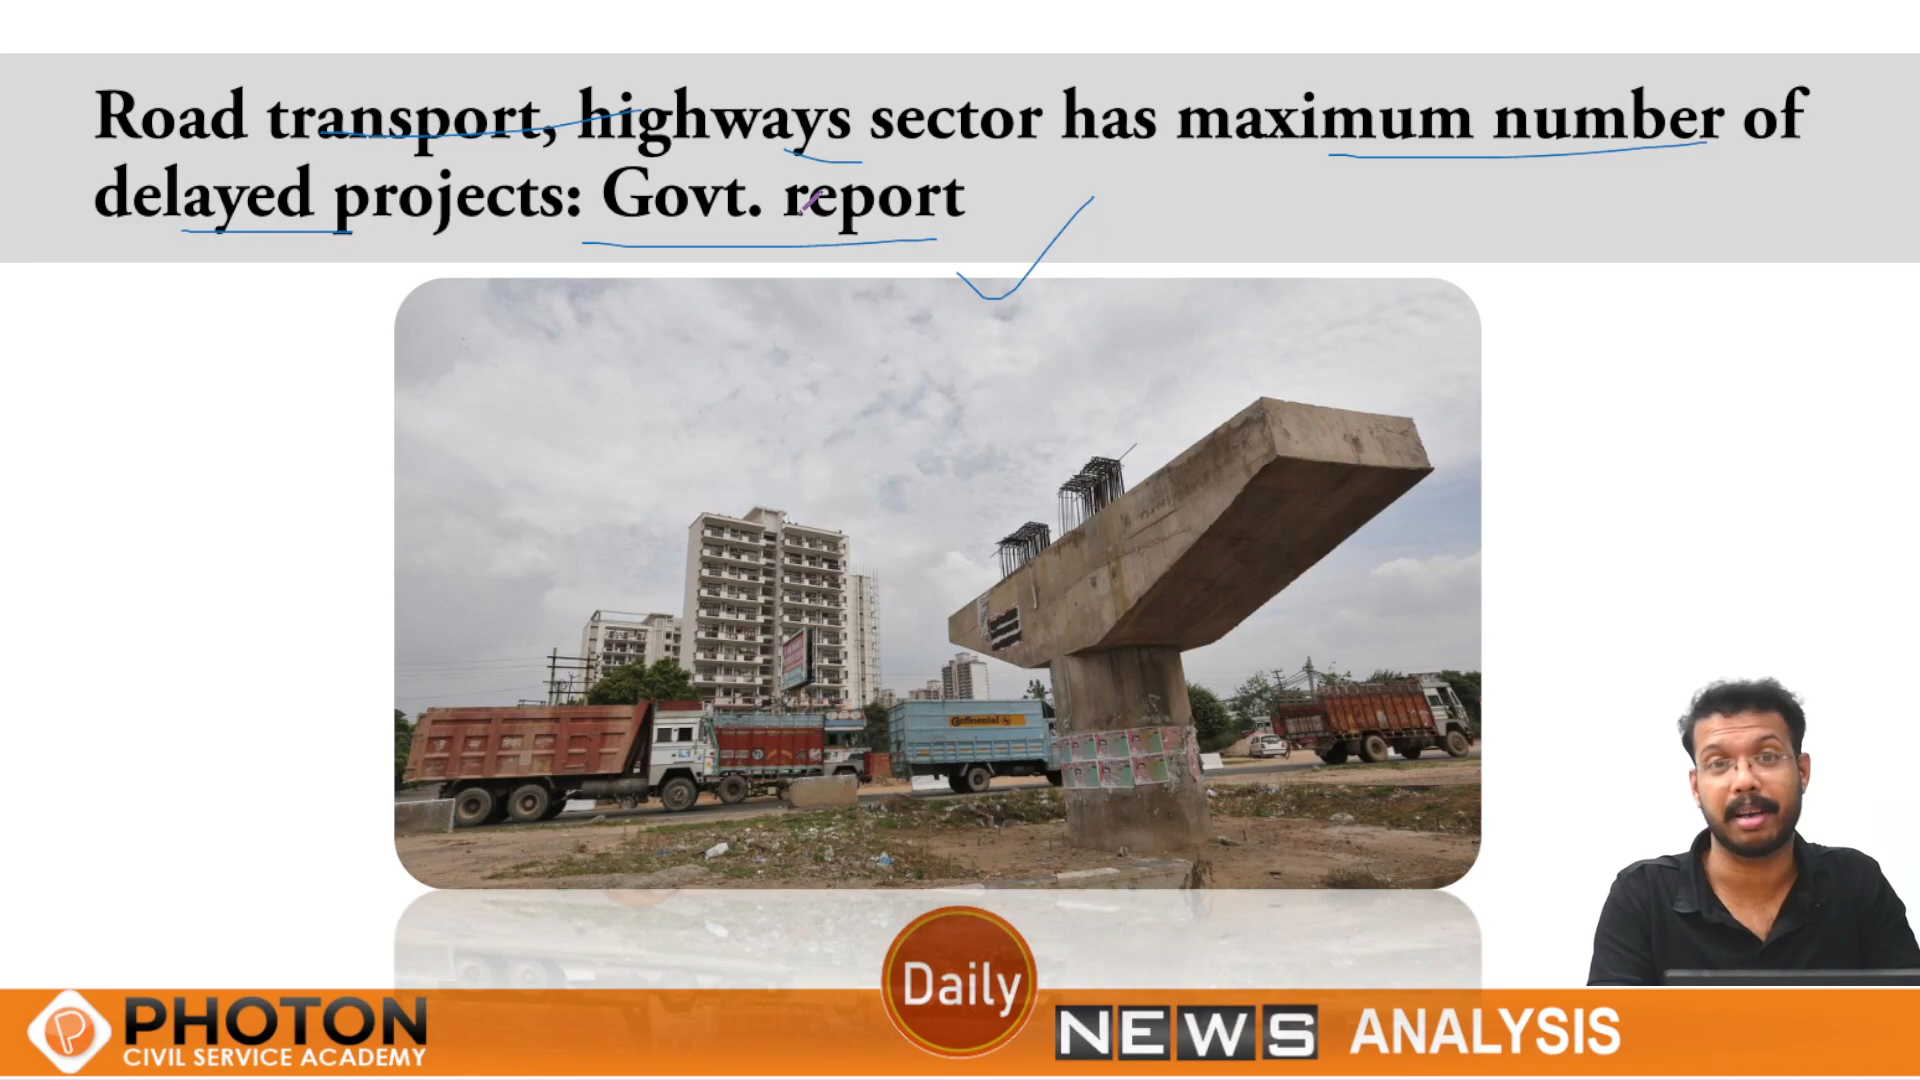 Road transport, highways sector has maximum number of
delayed projects: Govt. report
Continental
Daily
PHOTON
CIVIL SERVICE ACADEMY
NEWS ANALYSIS